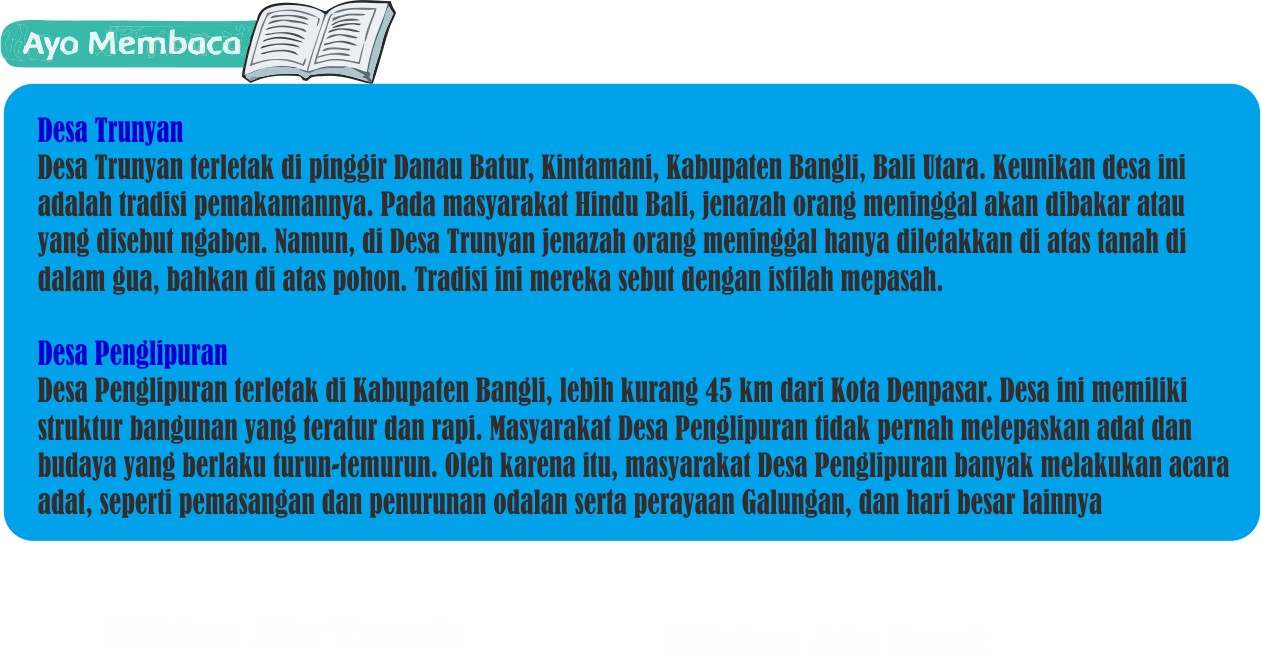 Ayo Membaca
Desa Trunyan
Desa Trunyan terletak di pinggir Danau Batur, Kintamani, Kabupaten Bangli, Bali Utara. Keunikan desa ini
adalah tradisi pemakamannya. Pada masyarakat Hindu Bali, jenazah orang meninggal akan dibakar atau
yang disebut ngaben. Namun, di Desa Trunyan jenazah orang meninggal hanya diletakkan di atas tanah di
dalam gua, bahkan di atas pohon. Tradisi ini mereka sebut dengan istilah mepasah.
Desa Penglipuran
Desa Penglipuran terletak di Kabupaten Bangli, lebih kurang 45 km dari Kota Denpasar. Desa ini memiliki
struktur bangunan yang teratur dan rapi. Masyarakat Desa Penglipuran tidak pernah melepaskan adat dan
budaya yang berlaku turun-temurun. Oleh karena itu, masyarakat Desa Penglipuran banyak melakukan acara
adat, seperti pemasangan dan penurunan odalan serta perayaan Galungan, dan hari besar lainnya